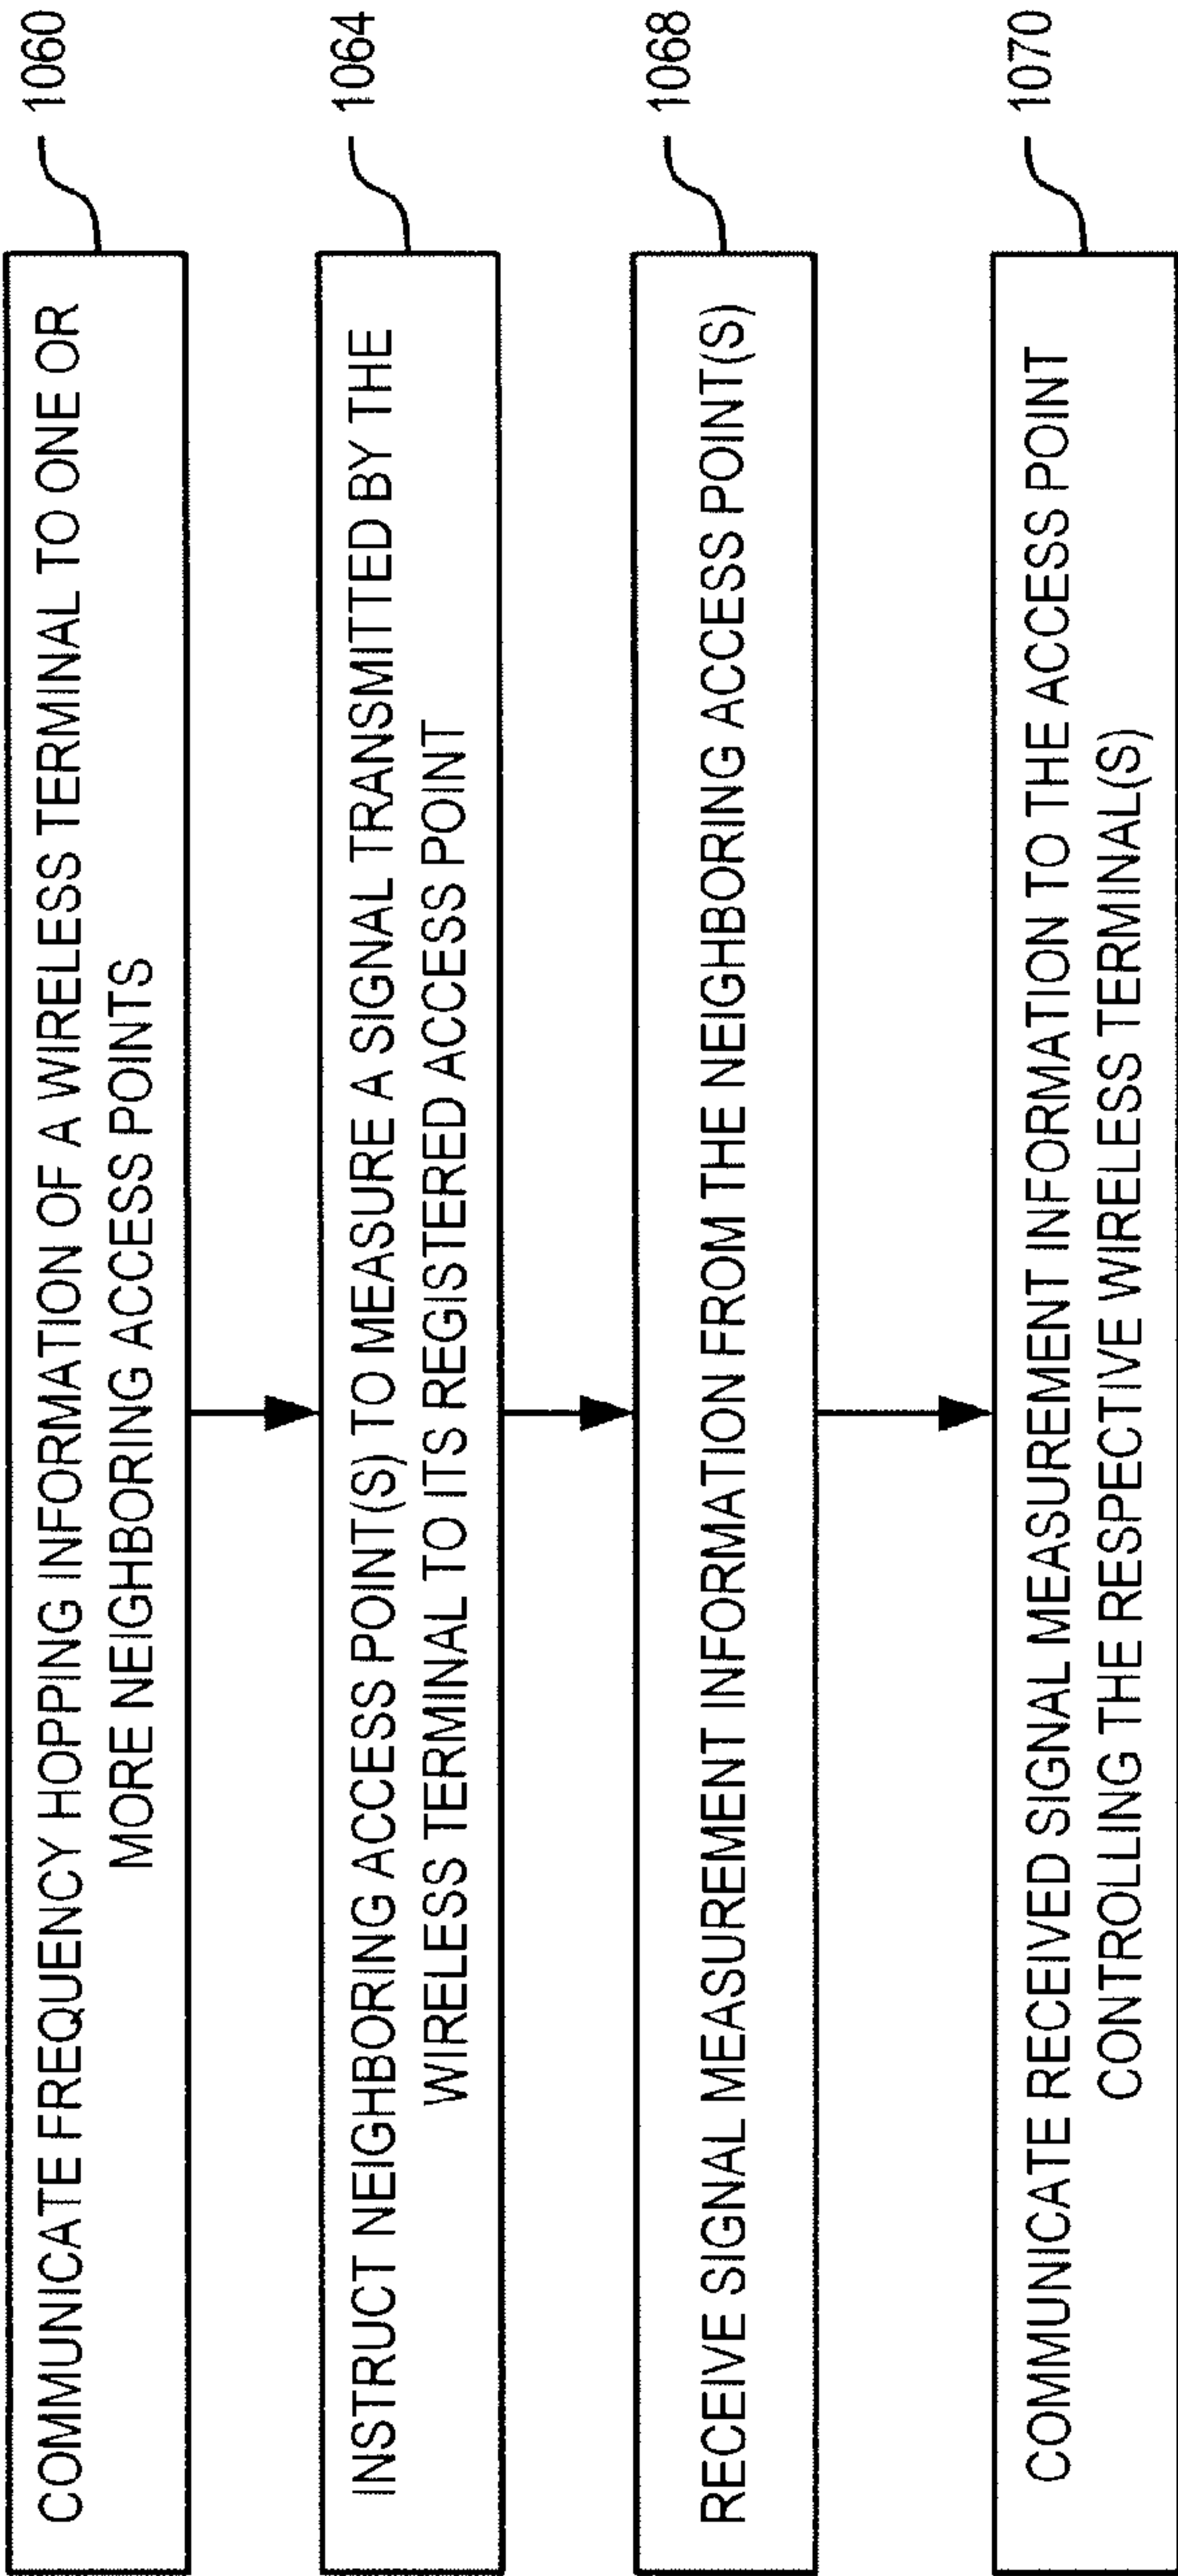 COMMUNICATE FREQUENCY HOPPING INFORMATION OF A WIRELESS TERMINAL TO ONE OR
MORE NEIGHBORING ACCESS POINTS
1060
INSTRUCT NEIGHBORING ACCESS POINT(S) TO MEASURE A SIGNAL TRANSMITTED BY THE
WIRELESS TERMINAL TO ITS REGISTERED ACCESS POINT
1064
RECEIVE SIGNAL MEASUREMENT INFORMATION FROM THE NEIGHBORING ACCESS POINT(S)
1068
COMMUNICATE RECEIVED SIGNAL MEASUREMENT INFORMATION TO THE ACCESS POINT
CONTROLLING THE RESPECTIVE WIRELESS TERMINAL(S)
1070